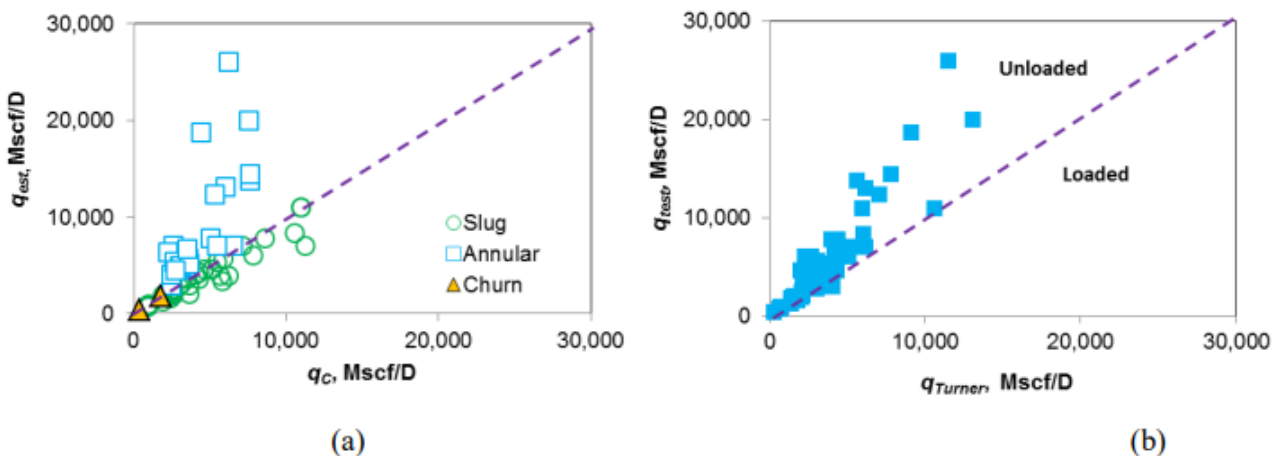 30,000
20,000
10,000
0
q_est, Mscf/D
Slug
Annular
Churn
0
10,000
20,000
30,000
q_C, Mscf/D
(a)
30,000
20,000
10,000
0
q_test, Mscf/D
Unloaded
Loaded
0
10,000
20,000
30,000
q_Turner, Mscf/D
(b)